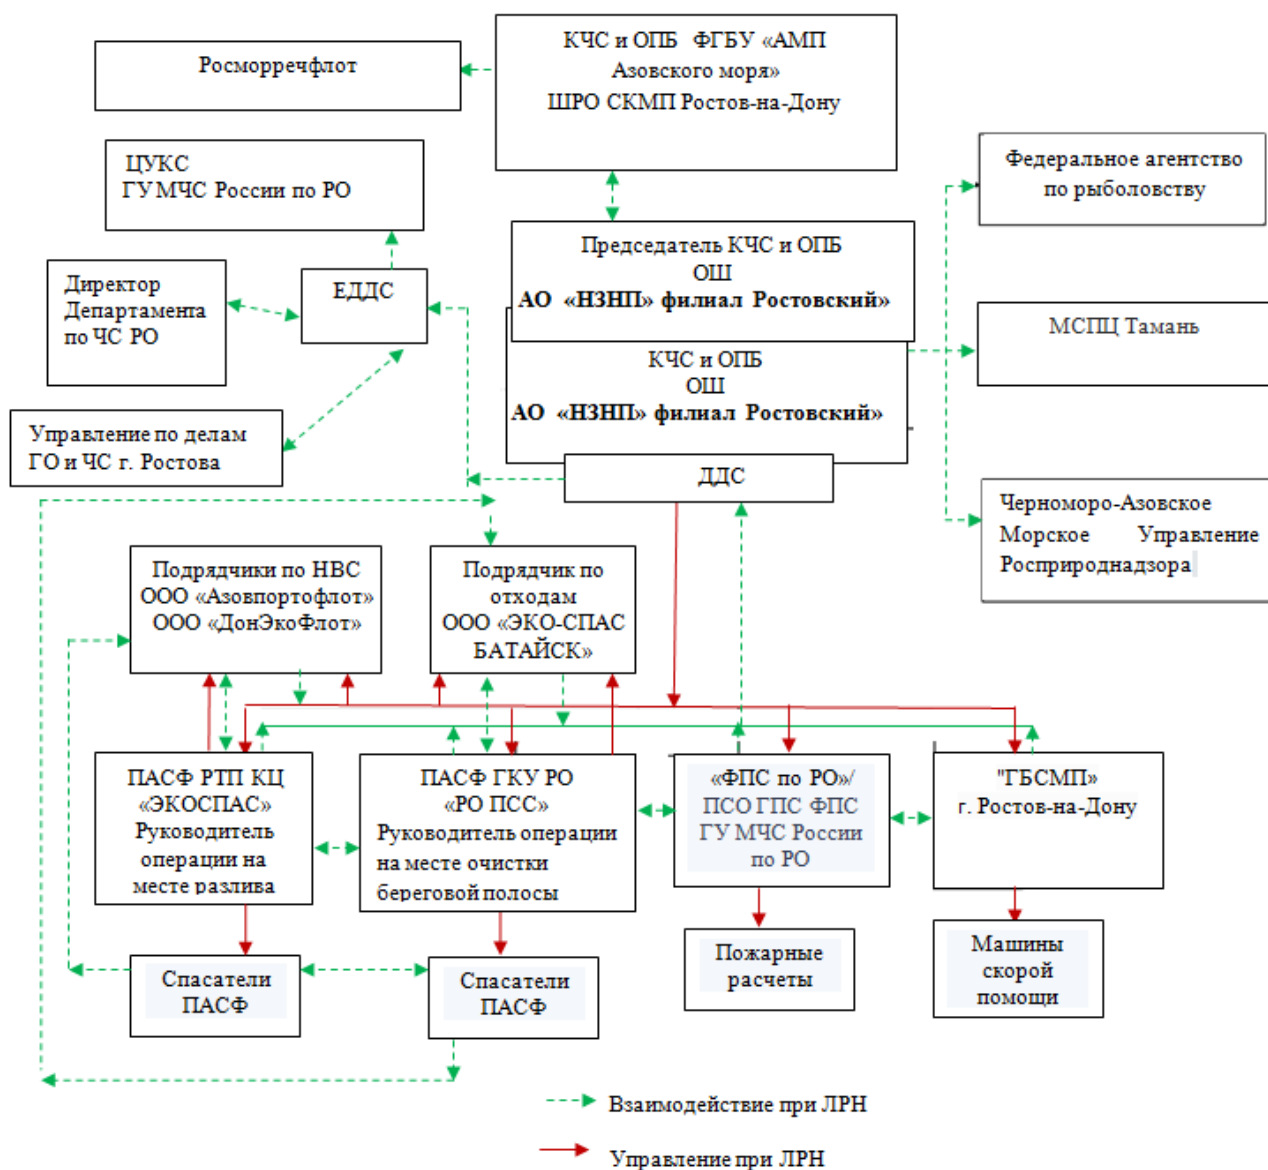 КЧС и ОПБ ФГБУ «АМП
Азовского моря»
ШРО СКМП Ростов-на-Дону
Росморречфлот
ЦУКС
ГУ МЧС России по РО
Федеральное агентство
по рыболовству
Председатель КЧС и ОПБ
ОШ
АО «НЗНП» филиал Ростовский»
Директор
Департамента
по ЧС РО
ЕДДС
МСПЦ Тамань
КЧС и ОПБ
ОШ
АО «НЗНП» филиал Ростовский»
Управление по делам
ГО и ЧС г. Ростова
ДДС
Черноморо-Азовское
Морское Управление
Росприроднадзора
Подрядчики по НВС
ООО «Азовпортофлот»
ООО «ДонЭкоФлот»
Подрядчик по
отходам
ООО «ЭКО-СПАС
БАТАЙСК»
ПАСФ РТП КЦ
«ЭКОСПАС»
Руководитель
операции на
месте разлива
ПАСФ ГКУ РО
«РО ПСС»
Руководитель операции
на месте очистки
береговой полосы
«ФПС по РО»/
ПСО ГПС ФПС
ГУ МЧС России
по РО
"ГБСМП»
г. Ростов-на-Дону
Спасатели
ПАСФ
Спасатели
ПАСФ
Пожарные
расчеты
Машины
скорой
помощи
Взаимодействие при ЛРН
Управление при ЛРН